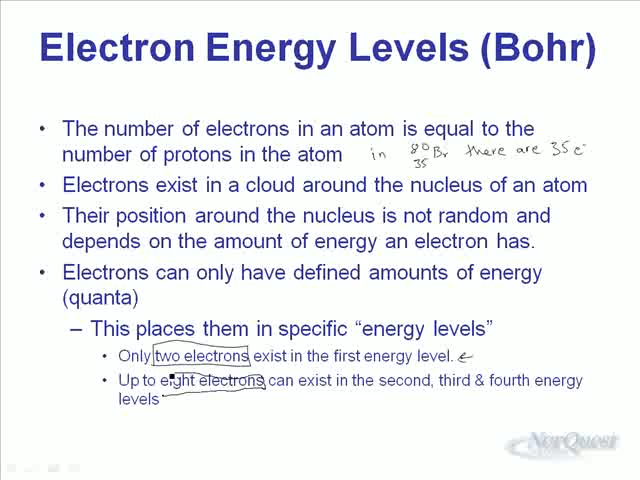 Electron Energy Levels (Bohr)
• The number of electrons in an atom is equal to the
number of protons in the atom in ⁸⁰₃₅Br there are 35e⁻
• Electrons exist in a cloud around the nucleus of an atom
• Their position around the nucleus is not random and
depends on the amount of energy an electron has.
• Electrons can only have defined amounts of energy
(quanta)
– This places them in specific “energy levels”
• Only two electrons exist in the first energy level. ←
• Up to eight electrons can exist in the second, third & fourth energy
levels
NorQuest